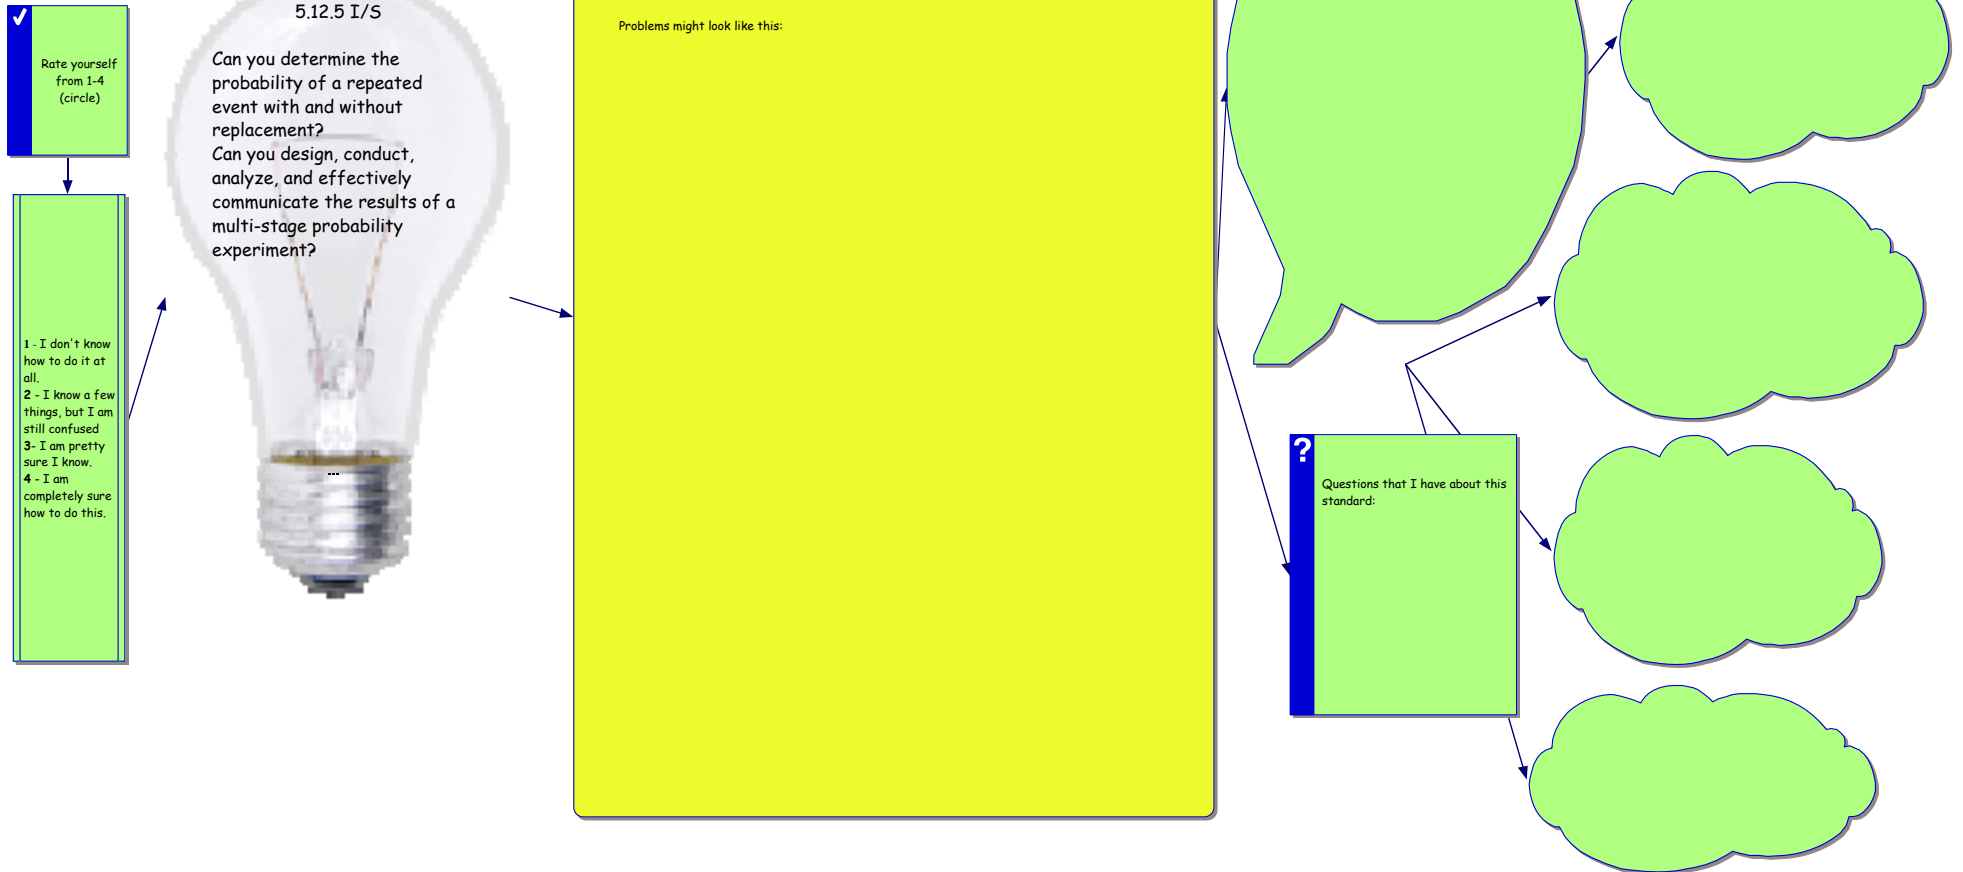 5.12.5 I/S
Can you determine the
probability of a repeated
event with and without
replacement?
Can you design, conduct,
analyze, and effectively
communicate the results of a
multi-stage probability
experiment?
---
Rate yourself
from 1-4
(circle)
1 - I don't know
how to do it at
all.
2 - I know a few
things, but I am
still confused
3- I am pretty
sure I know.
4 - I am
completely sure
how to do this.
Problems might look like this:
?
Questions that I have about this
standard: